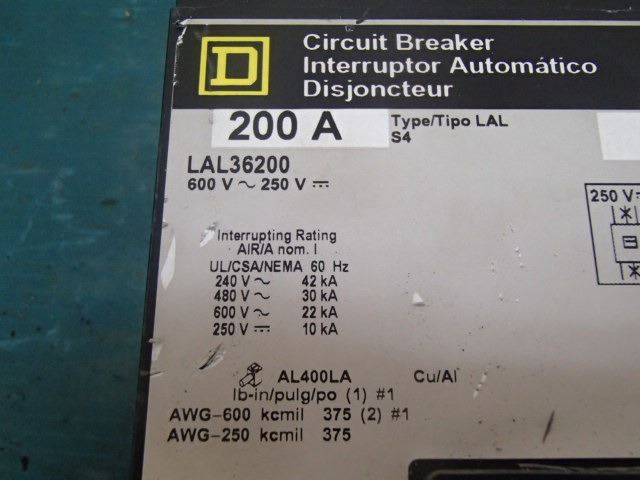 D
Circuit Breaker
Interruptor Automático
Disjoncteur
200 A
Type/Tipo LAL
S4
LAL36200
600 V ~ 250 V ⎓
250 V
Interrupting Rating
AIR/A nom. I
UL/CSA/NEMA 60 Hz
240 V ~ 42 kA
480 V ~ 30 kA
600 V ~ 22 kA
250 V ⎓ 10 kA
AL400LA Cu/Al
lb-in/pulg/po (1) #1
AWG-600 kcmil 375 (2) #1
AWG-250 kcmil 375